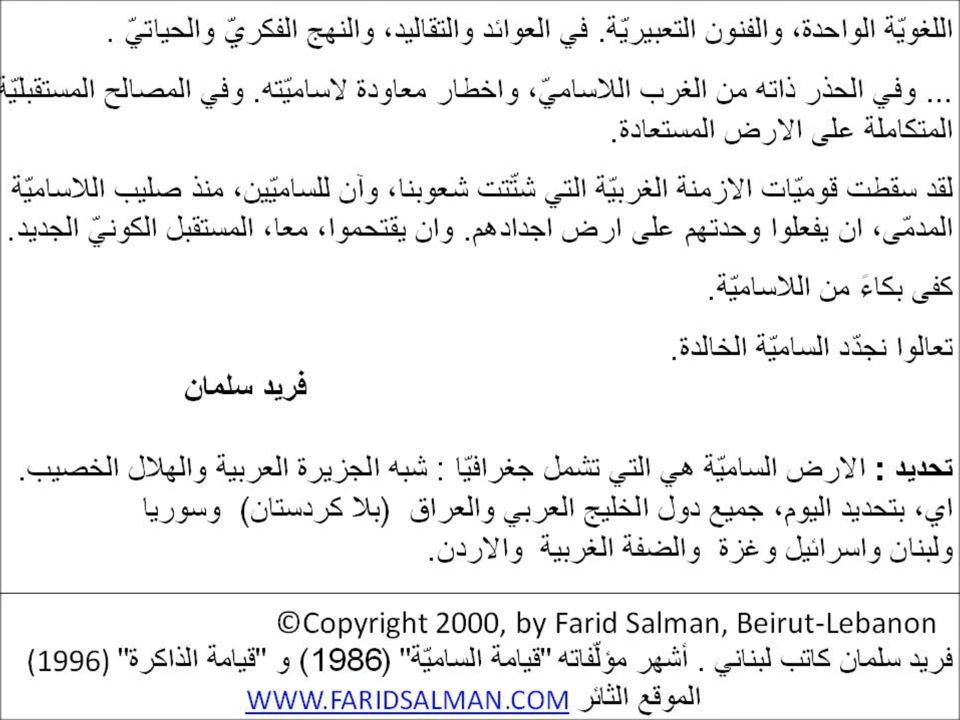 اللغويّة الواحدة، والفنون التعبيريّة. في العوائد والتقاليد، والنهج الفكريّ والحياتيّ .
... وفي الحذر ذاته من الغرب اللاساميّ، واخطار معاودة لاساميّته. وفي المصالح المستقبليّة
المتكاملة على الارض المستعادة.
لقد سقطت قوميّات الازمنة الغربيّة التي شتّتت شعوبنا، وآن للساميّين، منذ صليب اللاساميّة
المدمّى، ان يفعلوا وحدتهم على ارض اجدادهم. وان يقتحموا، معا، المستقبل الكونيّ الجديد.
كفى بكاءً من اللاساميّة.
تعالوا نجدّد الساميّة الخالدة.
فريد سلمان
تحديد : الارض الساميّة هي التي تشمل جغرافيّا : شبه الجزيرة العربية والهلال الخصيب.
اي، بتحديد اليوم، جميع دول الخليج العربي والعراق (بلا كردستان) وسوريا
ولبنان واسرائيل وغزة والضفة الغربية والاردن.
©Copyright 2000, by Farid Salman, Beirut-Lebanon
فريد سلمان كاتب لبناني . أشهر مؤلّفاته "قيامة الساميّة" (1986) و "قيامة الذاكرة" (1996)
الموقع الثائر WWW.FARIDSALMAN.COM